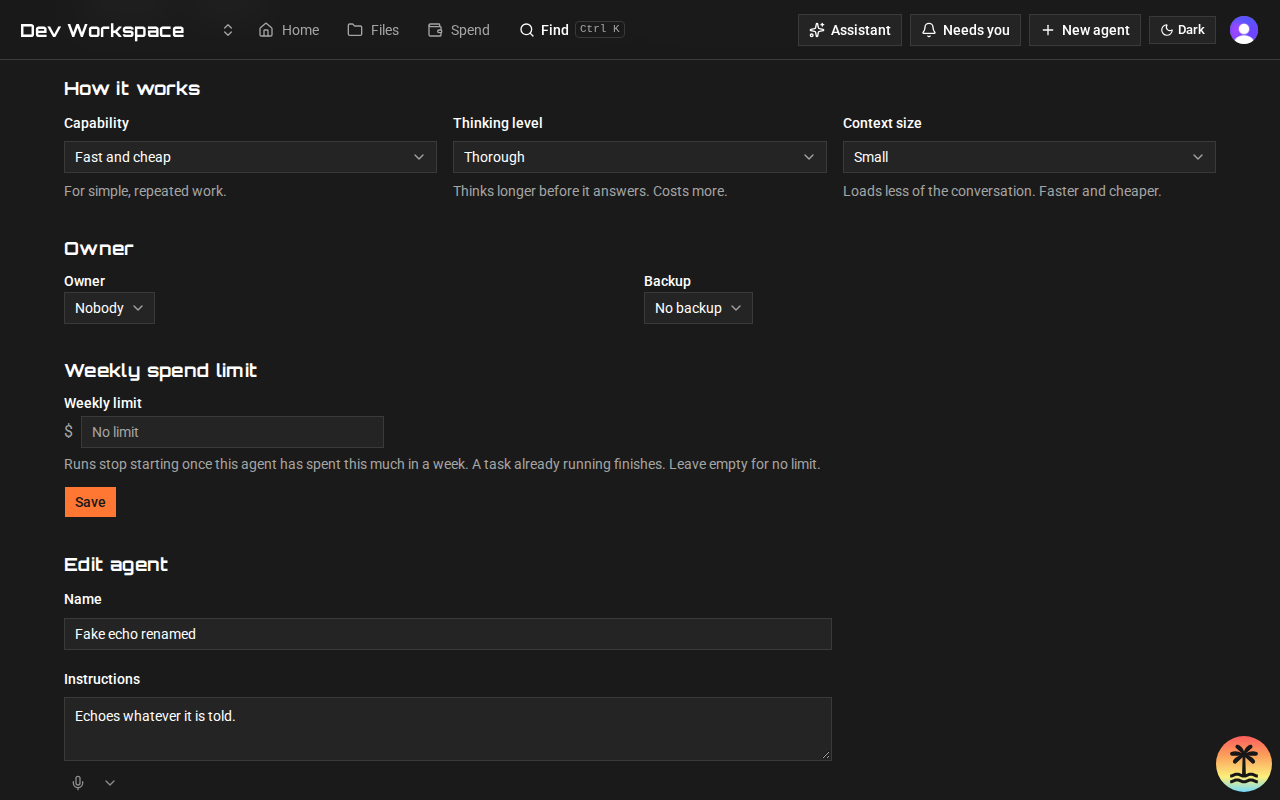 Dev Workspace
Home
Files
Spend
Find
Ctrl K
Assistant
Needs you
New agent
Dark
How it works
Capability
Thinking level
Context size
Fast and cheap
Thorough
Small
For simple, repeated work.
Thinks longer before it answers. Costs more.
Loads less of the conversation. Faster and cheaper.
Owner
Owner
Backup
Nobody
No backup
Weekly spend limit
Weekly limit
$ No limit
Runs stop starting once this agent has spent this much in a week. A task already running finishes. Leave empty for no limit.
Save
Edit agent
Name
Fake echo renamed
Instructions
Echoes whatever it is told.